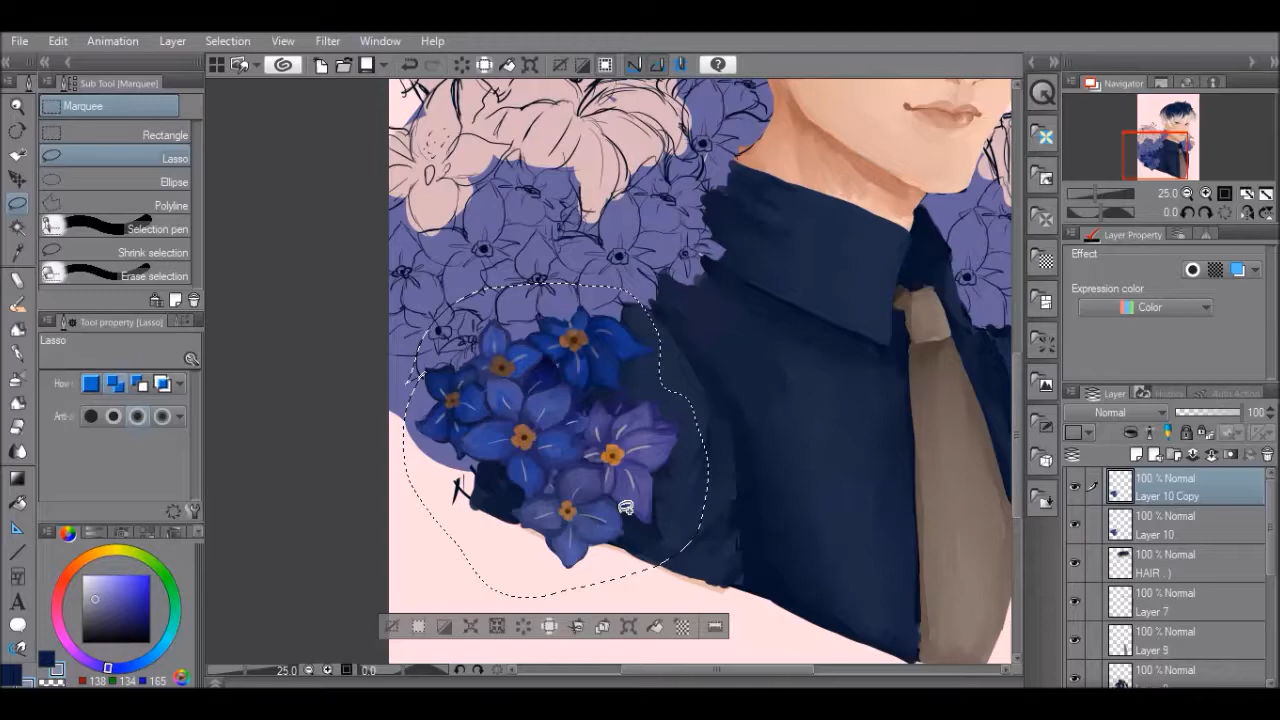 File Edit Animation Layer Selection View Filter Window Help
Sub Tool [Marquee]
Marquee
Rectangle
Lasso
Ellipse
Polyline
Selection pen
Shrink selection
Erase selection
Tool property [Lasso]
Lasso
How
Anti-a
138 134 165
25.0 0.0
Navigator
25.0
0.0
Layer Property
Effect
Expression color
Color
Layer
Normal 100
100 % Normal
Layer 10 Copy
100 % Normal
Layer 10
100 % Normal
HAIR . )
100 % Normal
Layer 7
100 % Normal
Layer 9
100 % Normal